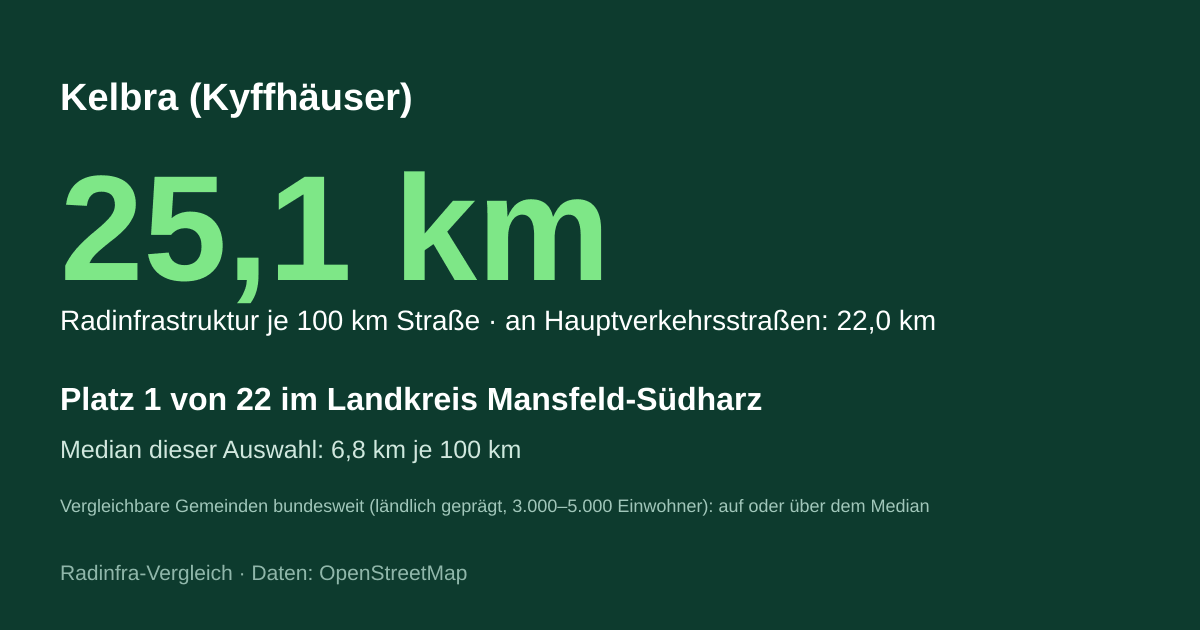 Kelbra (Kyffhäuser)
25,1 km
Radinfrastruktur je 100 km Straße · an Hauptverkehrsstraßen: 22,0 km
Platz 1 von 22 im Landkreis Mansfeld-Südharz
Median dieser Auswahl: 6,8 km je 100 km
Vergleichbare Gemeinden bundesweit (ländlich geprägt, 3.000–5.000 Einwohner): auf oder über dem Median
Radinfra-Vergleich · Daten: OpenStreetMap